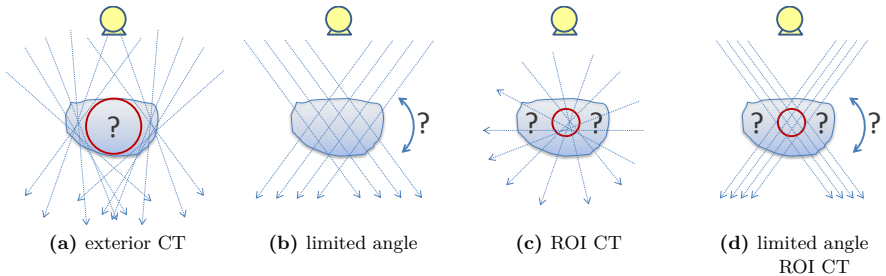 ?
?
? ?
? ? ?
(a) exterior CT
(b) limited angle
(c) ROI CT
(d) limited angle
ROI CT